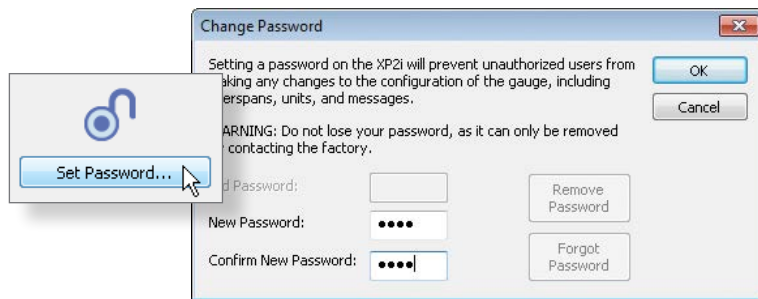 Change Password
Setting a password on the XP2i will prevent unauthorized users from
any changes to the configuration of the gauge, including
units, and messages.
Do not lose your password, as it can only be removed
contacting the factory.
Set Password...
Password:
New Password:
Confirm New Password:
OK
Cancel
Remove
Password
Forgot
Password